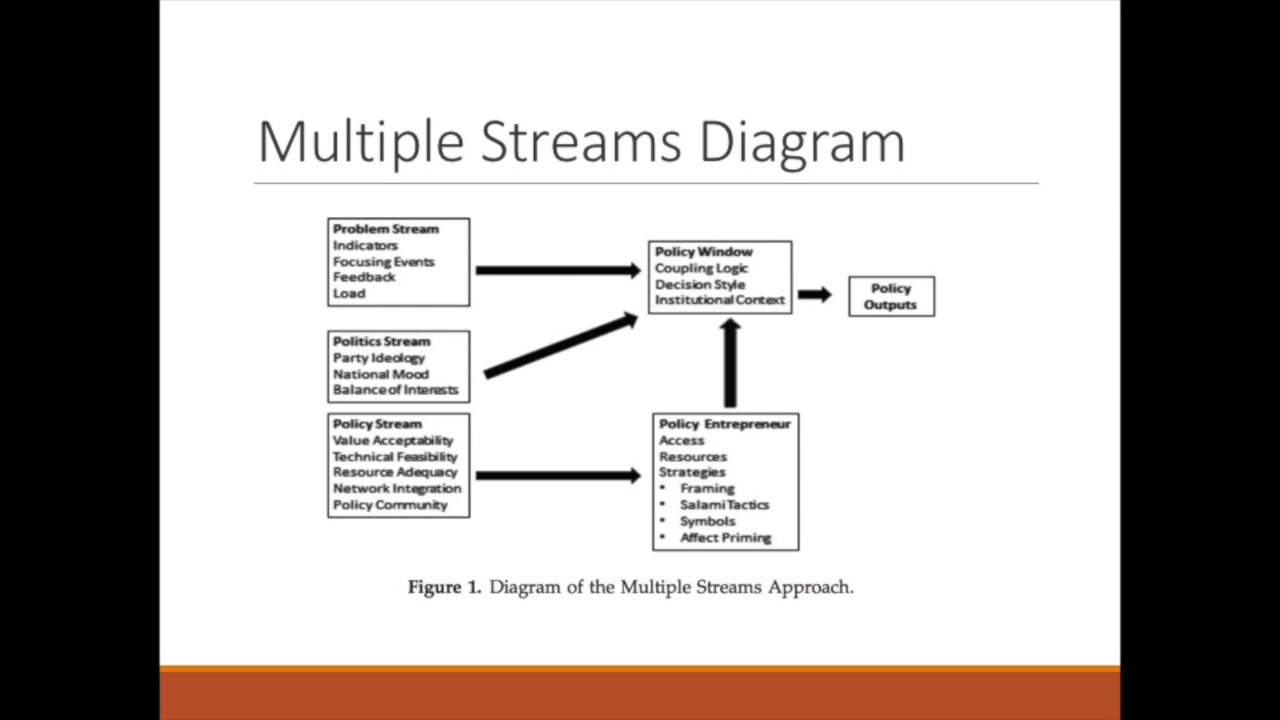 Multiple Streams Diagram
Problem Stream
Indicators
Focusing Events
Feedback
Load
Politics Stream
Party Ideology
National Mood
Balance of Interests
Policy Stream
Value Acceptability
Technical Feasibility
Resource Adequacy
Network Integration
Policy Community
Policy Window
Coupling Logic
Decision Style
Institutional Context
Policy Entrepreneur
Access
Resources
Strategies
• Framing
• Salami Tactics
• Symbols
• Affect Priming
Policy
Outputs
Figure 1. Diagram of the Multiple Streams Approach.